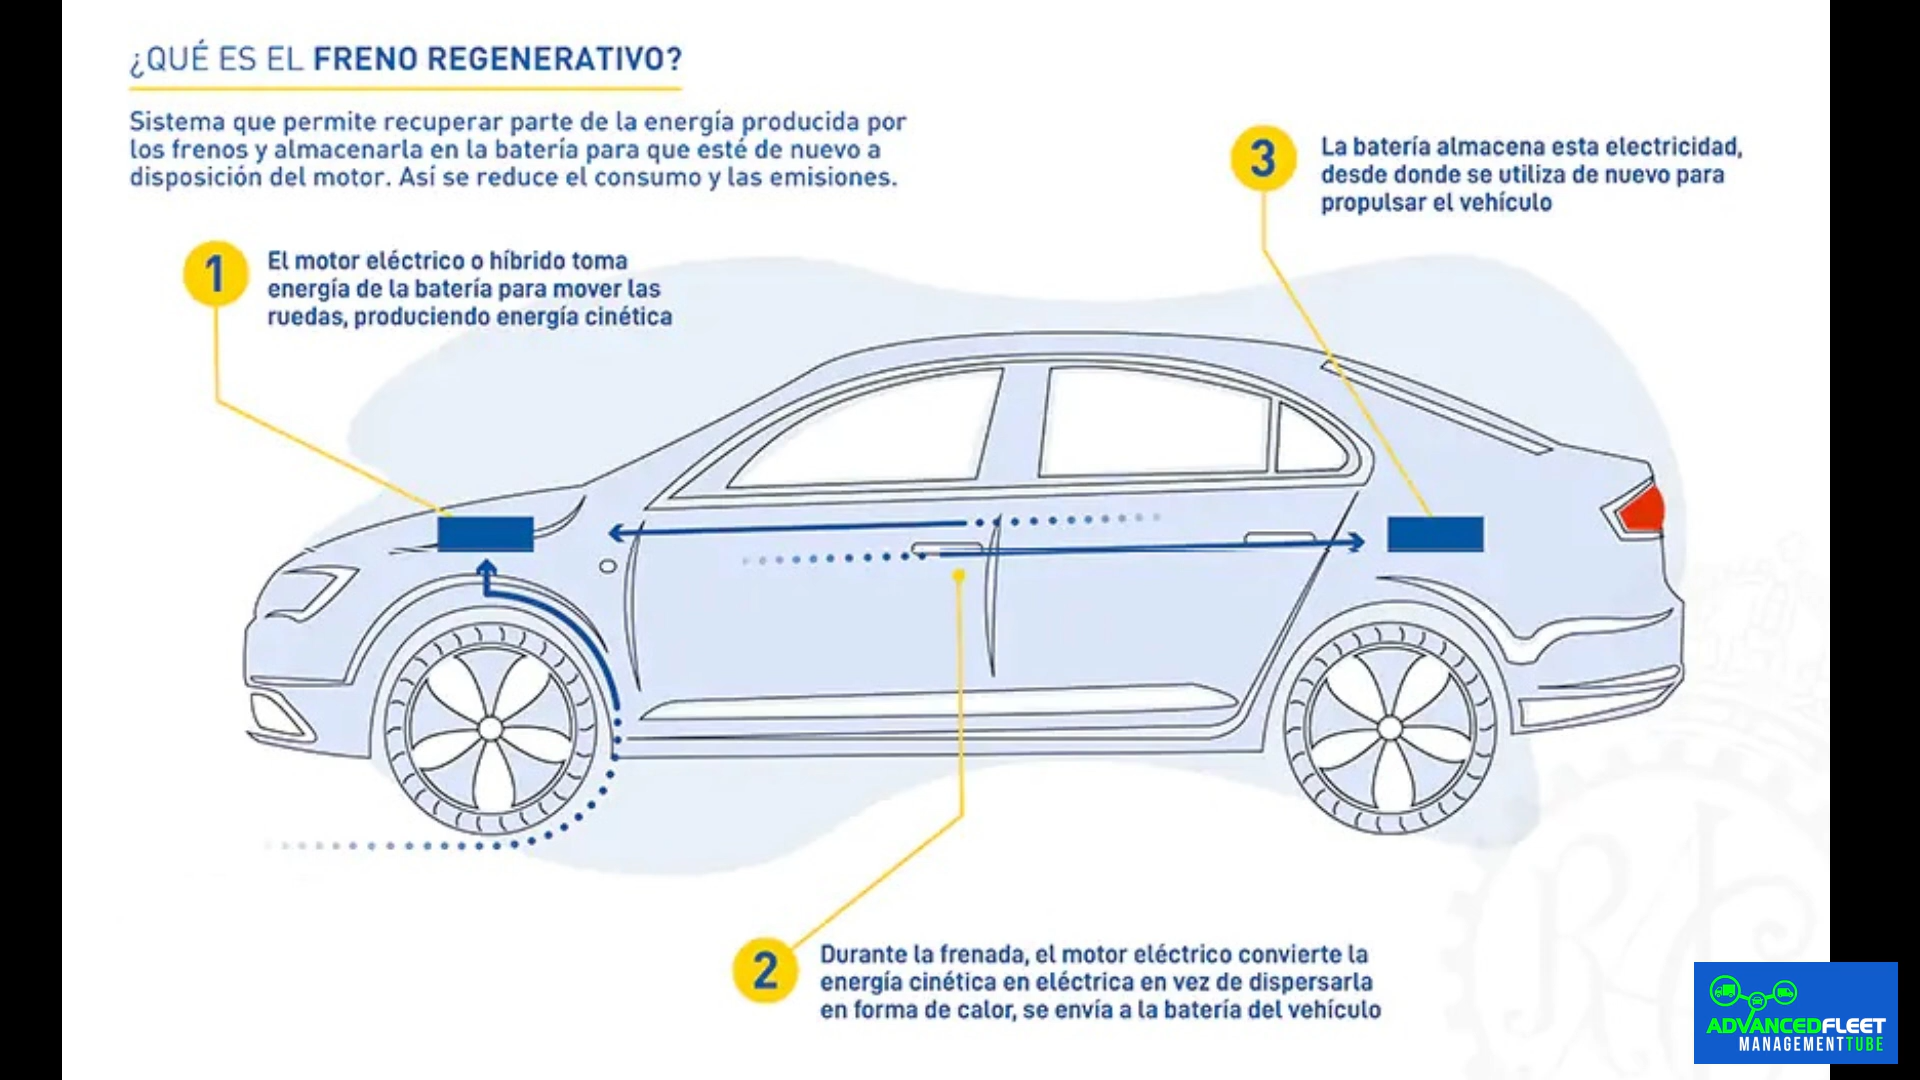 ¿QUÉ ES EL FRENO REGENERATIVO?
Sistema que permite recuperar parte de la energía producida por
los frenos y almacenarla en la batería para que esté de nuevo a
disposición del motor. Así se reduce el consumo y las emisiones.
1
El motor eléctrico o híbrido toma
energía de la batería para mover las
ruedas, produciendo energía cinética
3
La batería almacena esta electricidad,
desde donde se utiliza de nuevo para
propulsar el vehículo
2
Durante la frenada, el motor eléctrico convierte la
energía cinética en eléctrica en vez de dispersarla
en forma de calor, se envía a la batería del vehículo
ADVANCEDFLEET
MANAGEMENTTUBE